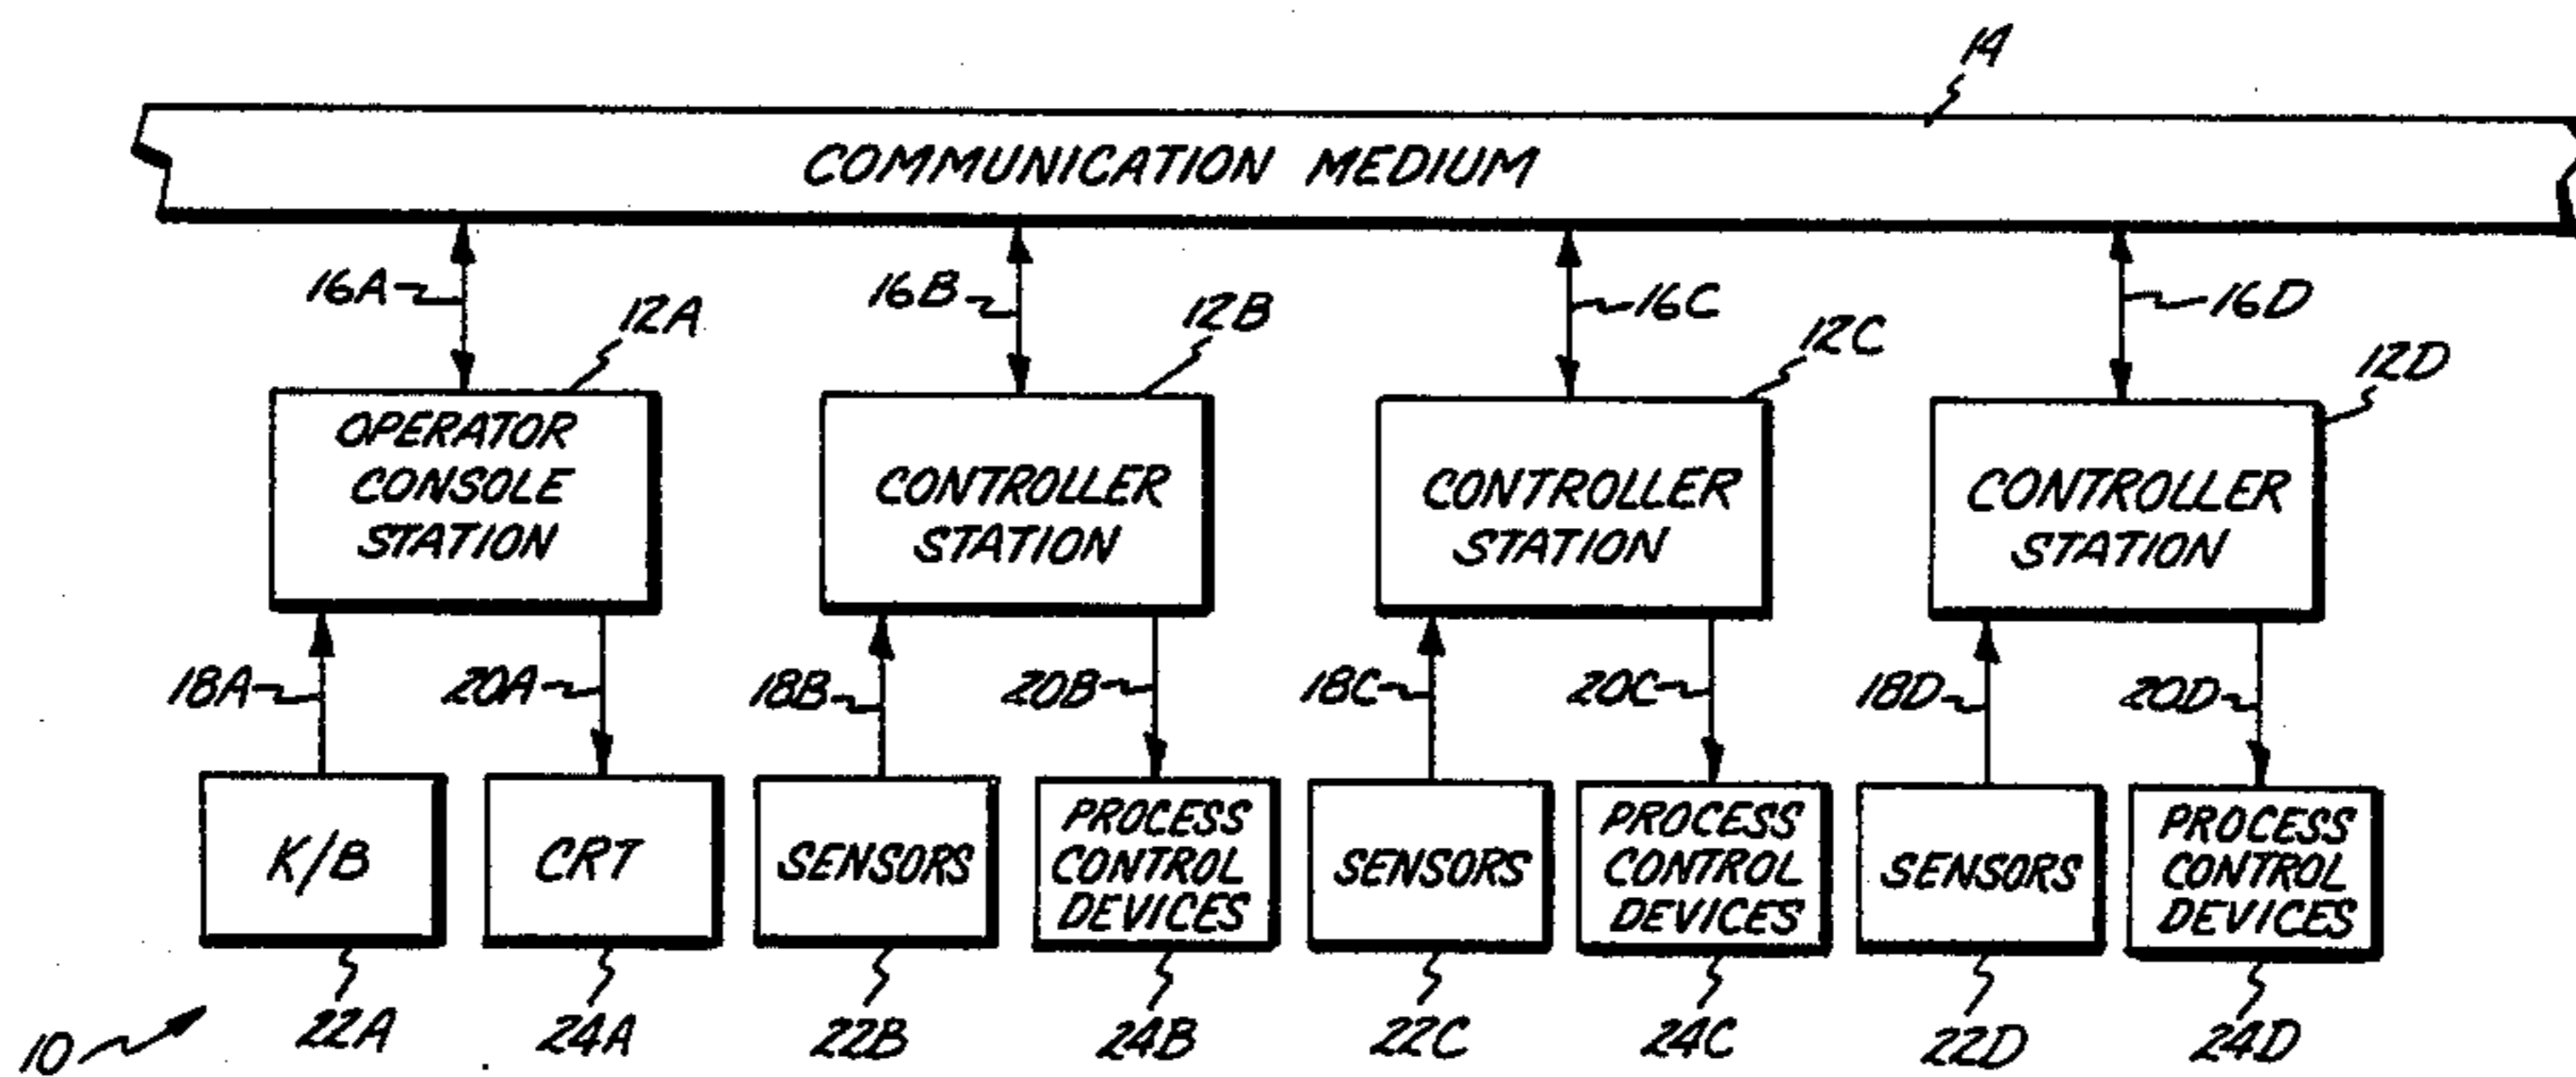 14
COMMUNICATION MEDIUM
16A
16B
16C
16D
12A
12B
12C
12D
OPERATOR
CONSOLE
STATION
CONTROLLER
STATION
CONTROLLER
STATION
CONTROLLER
STATION
18A
20A
18B
20B
18C
20C
18D
20D
K/B
CRT
SENSORS
PROCESS
CONTROL
DEVICES
SENSORS
PROCESS
CONTROL
DEVICES
SENSORS
PROCESS
CONTROL
DEVICES
10
22A
24A
22B
24B
22C
24C
22D
24D